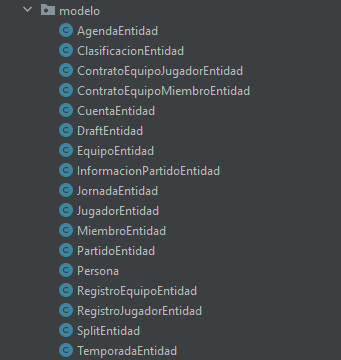 modelo
AgendaEntidad
ClasificacionEntidad
ContratoEquipoJugadorEntidad
ContratoEquipoMiembroEntidad
CuentaEntidad
DraftEntidad
EquipoEntidad
InformacionPartidoEntidad
JornadaEntidad
JugadorEntidad
MiembroEntidad
PartidoEntidad
Persona
RegistroEquipoEntidad
RegistroJugadorEntidad
SplitEntidad
TemporadaEntidad